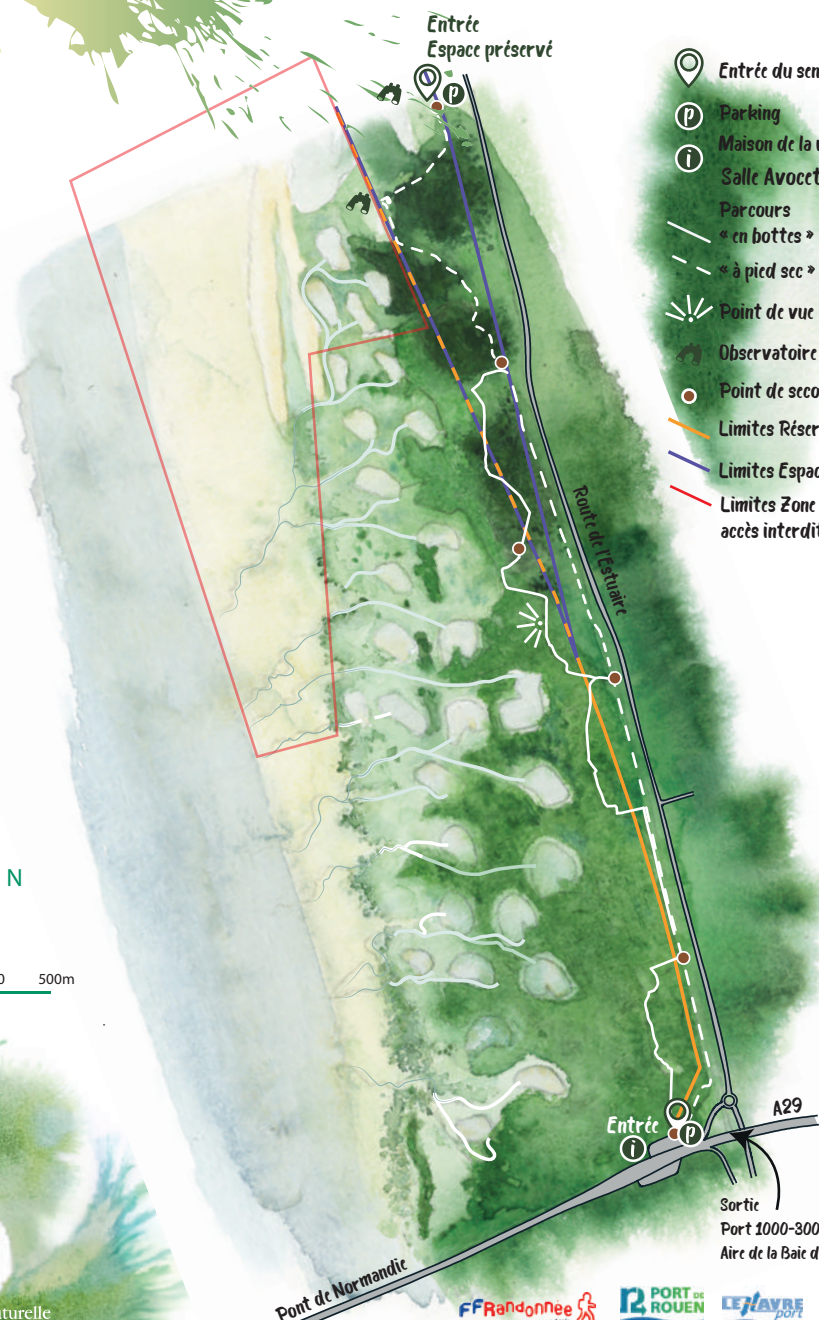 Entrée
Espace préservé
P
Entrée du sen
P Parking
i Maison de la
Salle Avocet
Parcours
« en bottes »
« à pied sec »
Point de vue
Observatoire
Point de seco
Limites Réser
Limites Espac
Limites Zone
accès interdit
Route de l'Estuaire
N
0 500m
Entrée
i
P
A29
Sortie
Port 1000-300
Aire de la Baie d
Pont de Normandie
turelle
FFRandonnée
PORT DE
ROUEN
LE HAVRE
port